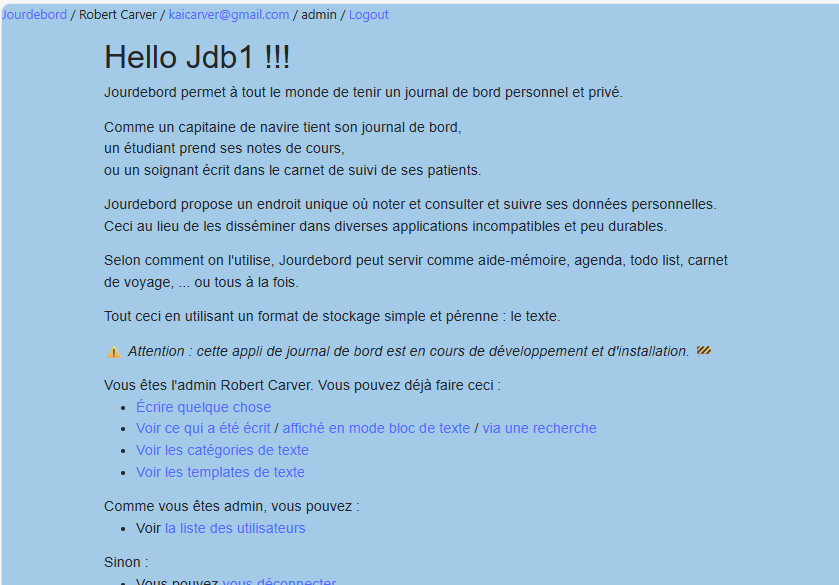 Jourdebord / Robert Carver / kaicarver@gmail.com / admin / Logout
Hello Jdb1 !!!
Jourdebord permet à tout le monde de tenir un journal de bord personnel et privé.
Comme un capitaine de navire tient son journal de bord,
un étudiant prend ses notes de cours,
ou un soignant écrit dans le carnet de suivi de ses patients.
Jourdebord propose un endroit unique où noter et consulter et suivre ses données personnelles.
Ceci au lieu de les disséminer dans diverses applications incompatibles et peu durables.
Selon comment on l'utilise, Jourdebord peut servir comme aide-mémoire, agenda, todo list, carnet
de voyage, ... ou tous à la fois.
Tout ceci en utilisant un format de stockage simple et pérenne : le texte.
⚠️ Attention : cette appli de journal de bord est en cours de développement et d'installation. 🚧
Vous êtes l'admin Robert Carver. Vous pouvez déjà faire ceci :
• Écrire quelque chose
• Voir ce qui a été écrit / affiché en mode bloc de texte / via une recherche
• Voir les catégories de texte
• Voir les templates de texte
Comme vous êtes admin, vous pouvez :
• Voir la liste des utilisateurs
Sinon :
• Vous pouvez vous déconnecter